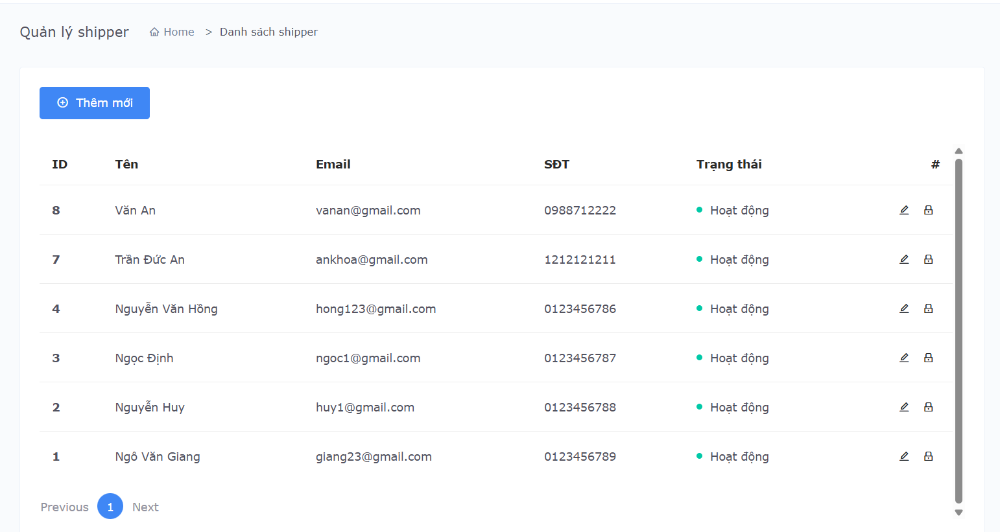 Quản lý shipper Home > Danh sách shipper
Thêm mới
ID Tên Email SĐT Trạng thái #
8 Văn An vanan@gmail.com 0988712222 Hoạt động
7 Trần Đức An ankhoa@gmail.com 1212121211 Hoạt động
4 Nguyễn Văn Hồng hong123@gmail.com 0123456786 Hoạt động
3 Ngọc Định ngoc1@gmail.com 0123456787 Hoạt động
2 Nguyễn Huy huy1@gmail.com 0123456788 Hoạt động
1 Ngô Văn Giang giang23@gmail.com 0123456789 Hoạt động
Previous 1 Next